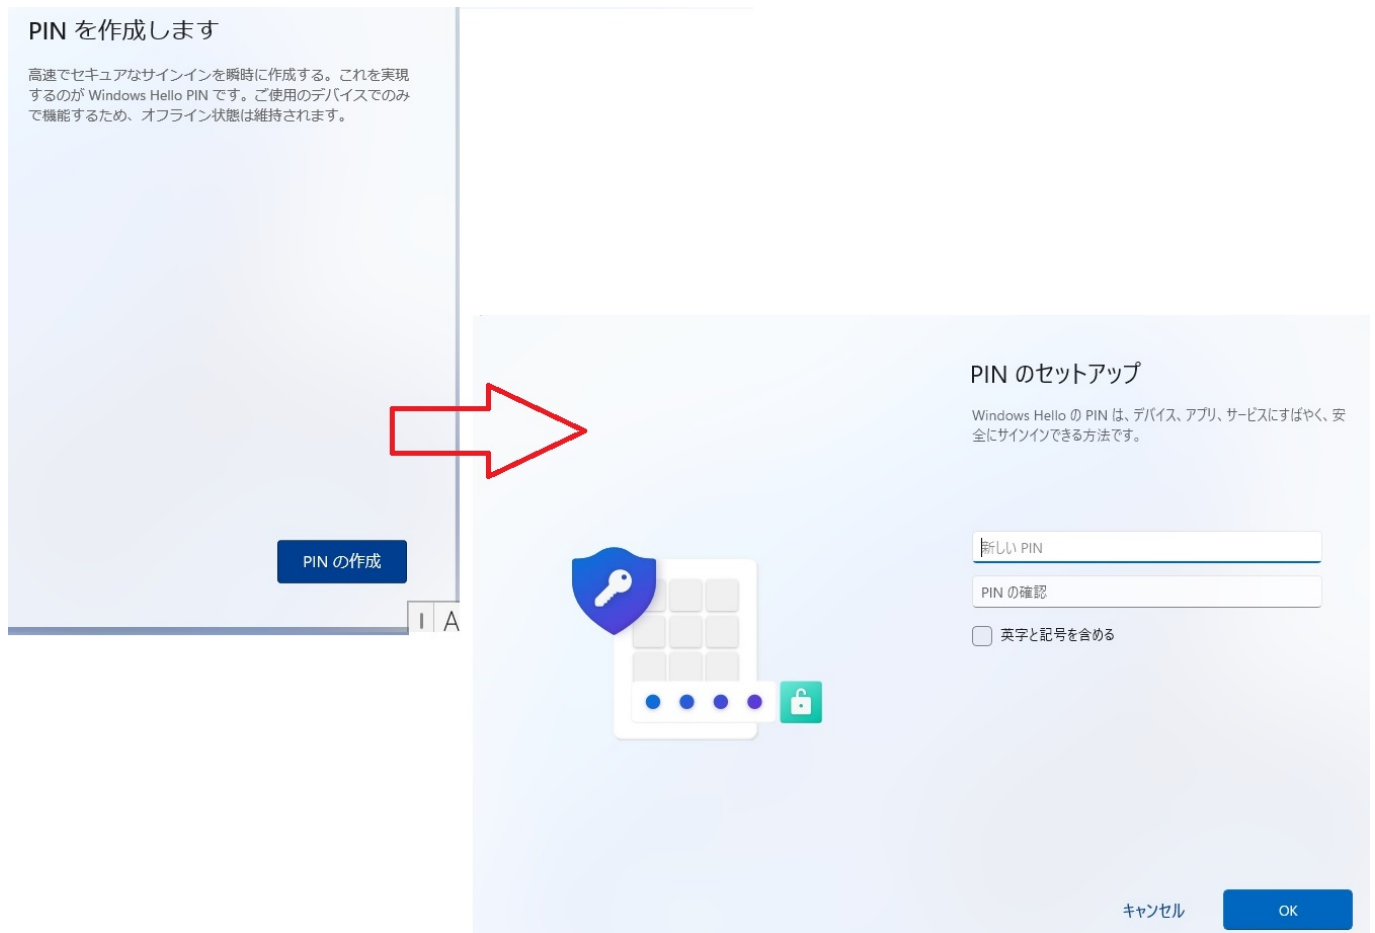 PIN を作成します
高速でセキュアなサインインを瞬時に作成する。これを実現
するのが Windows Hello PIN です。ご使用のデバイスでのみ
で機能するため、オフライン状態は維持されます。
PIN の作成
A
PIN のセットアップ
Windows Hello の PIN は、デバイス、アプリ、サービスにすばやく、安
全にサインインできる方法です。
新しい PIN
PIN の確認
英字と記号を含める
キャンセル
OK